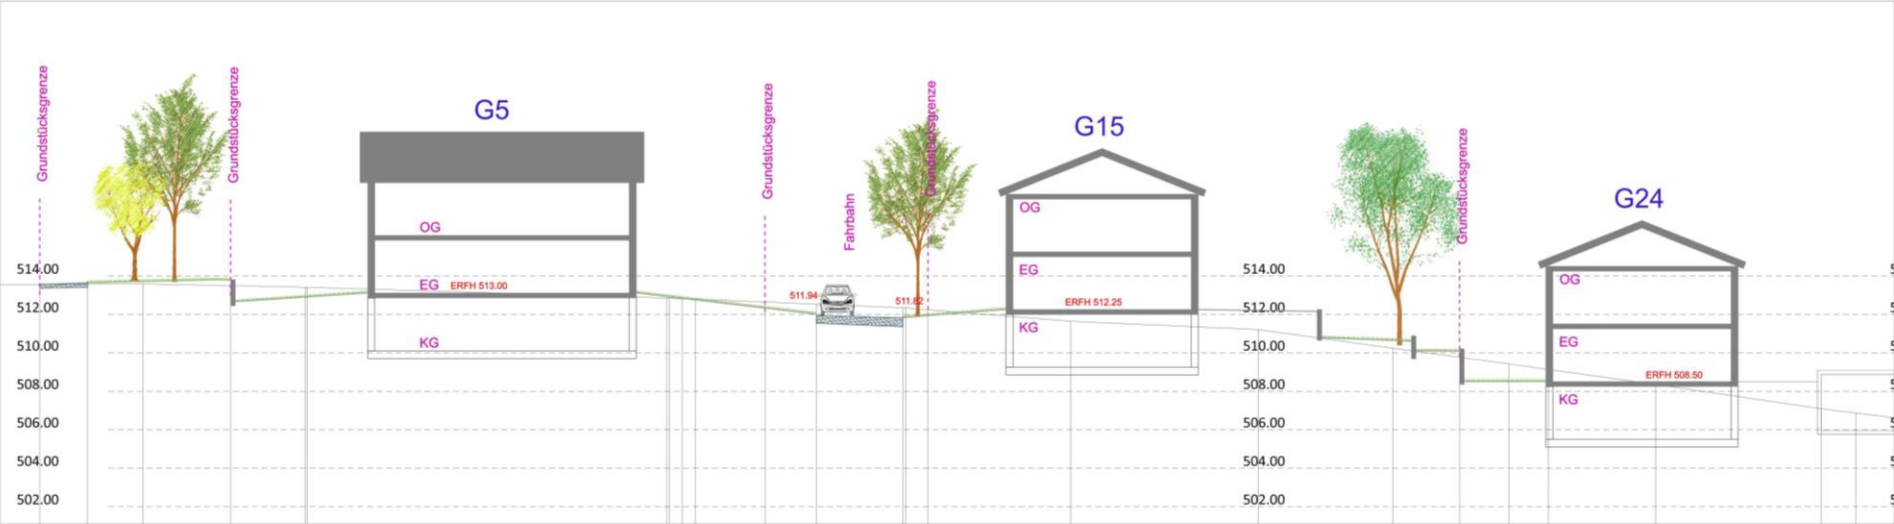 Grundstücksgrenze
Grundstücksgrenze
G5
OG
EG ERFH 513.00
KG
Grundstücksgrenze
Fahrbahn
511.94
511.82
Grundstücksgrenze
G15
OG
EG
ERFH 512.25
KG
Grundstücksgrenze
G24
OG
EG
ERFH 508.50
KG
514.00
512.00
510.00
508.00
506.00
504.00
502.00
514.00
512.00
510.00
508.00
506.00
504.00
502.00